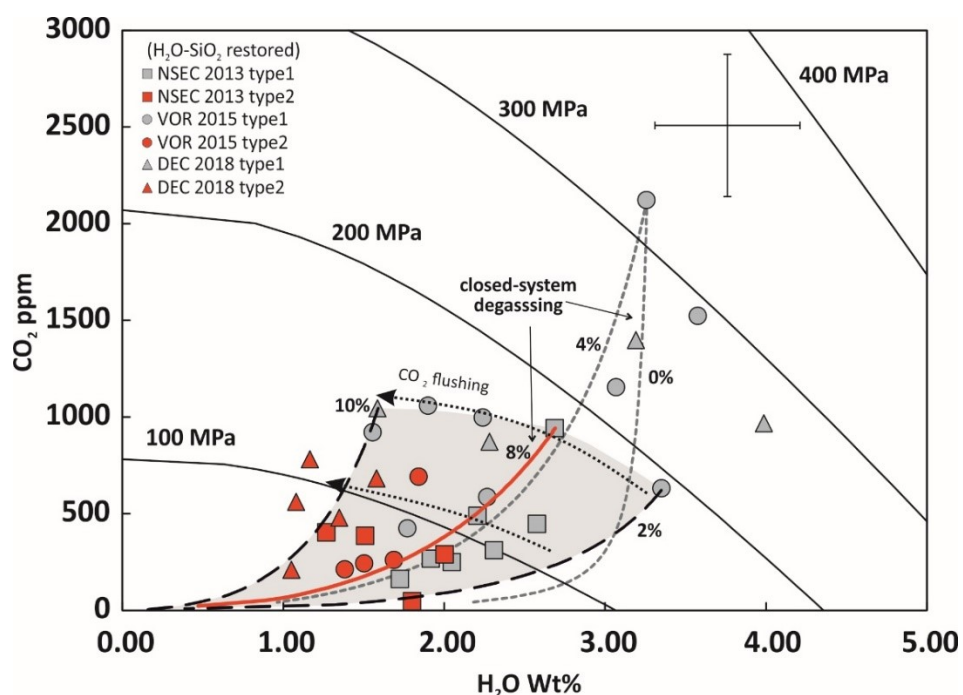 3000
2500
2000
1500
1000
500
0
CO₂ ppm
(H₂O-SiO₂ restored)
NSEC 2013 type1
NSEC 2013 type2
VOR 2015 type1
VOR 2015 type2
DEC 2018 type1
DEC 2018 type2
400 MPa
300 MPa
200 MPa
100 MPa
closed-system
degasssing
4%
0%
CO₂ flushing
10%
8%
2%
0.00
1.00
2.00
3.00
4.00
5.00
H₂O Wt%